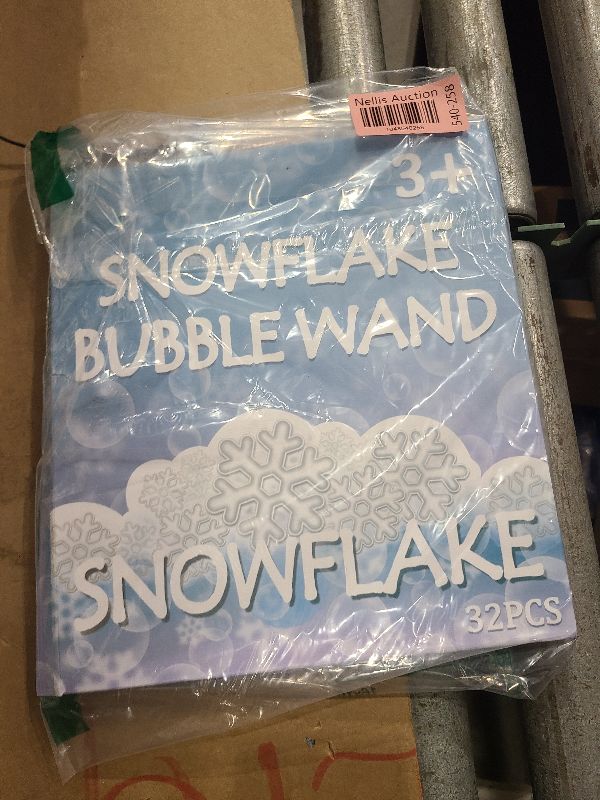 Nellis Auction
540-258
3+
SNOWFLAKE
BUBBLE WAND
SNOWFLAKE
32PCS